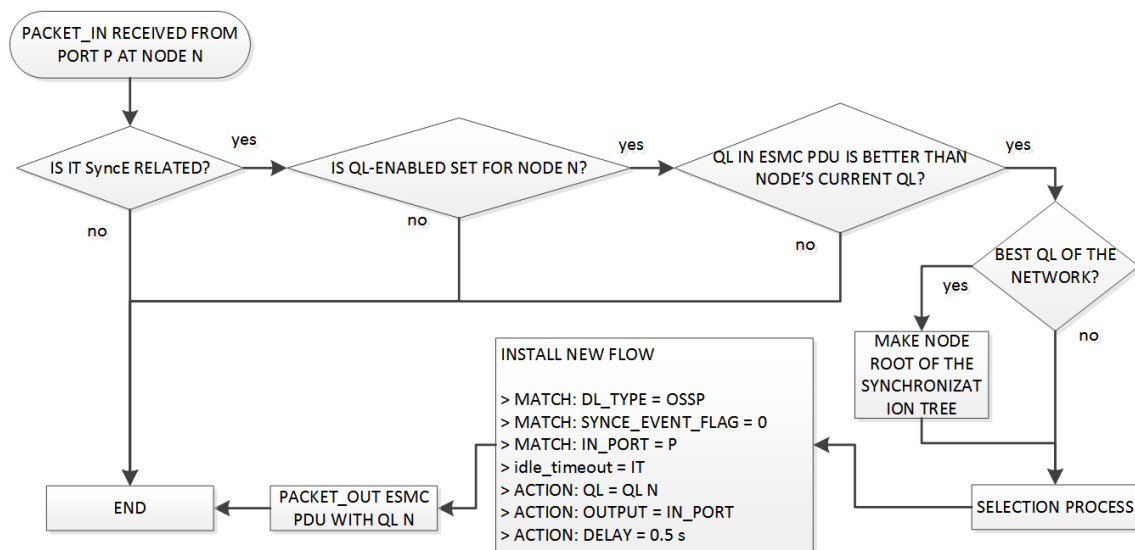 PACKET_IN RECEIVED FROM
PORT P AT NODE N
IS IT SyncE RELATED?
yes
no
IS QL-ENABLED SET FOR NODE N?
yes
no
QL IN ESMC PDU IS BETTER THAN
NODE'S CURRENT QL?
yes
no
BEST QL OF THE
NETWORK?
yes
no
MAKE NODE
ROOT OF THE
SYNCHRONIZAT
ION TREE
SELECTION PROCESS
INSTALL NEW FLOW
> MATCH: DL_TYPE = OSSP
> MATCH: SYNCE_EVENT_FLAG = 0
> MATCH: IN_PORT = P
> idle_timeout = IT
> ACTION: QL = QL N
> ACTION: OUTPUT = IN_PORT
> ACTION: DELAY = 0.5 s
PACKET_OUT ESMC
PDU WITH QL N
END